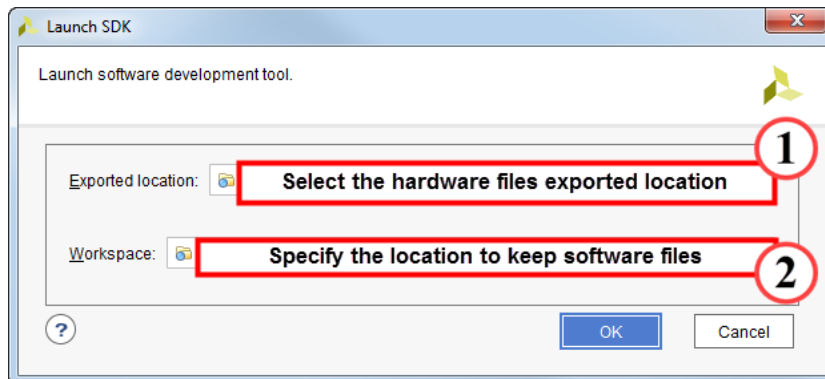 Launch SDK
Launch software development tool.
1
Exported location: Select the hardware files exported location
Workspace: Specify the location to keep software files
2
? OK Cancel